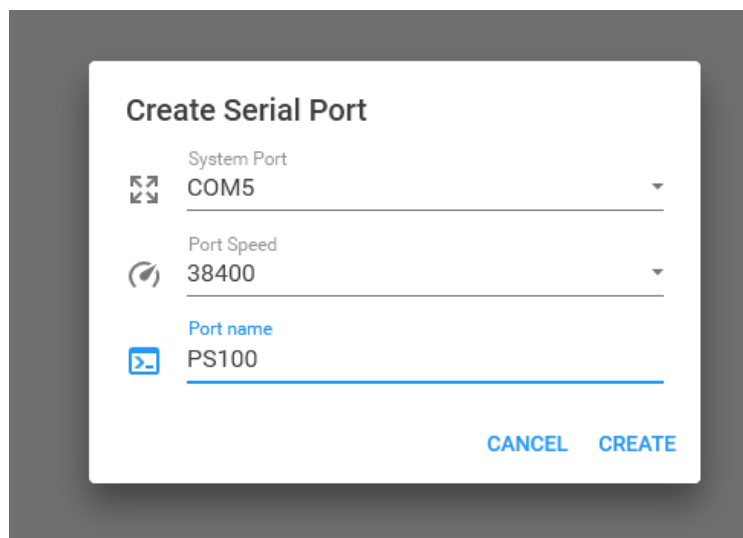 Create Serial Port
System Port
COM5
Port Speed
38400
Port name
PS100
CANCEL CREATE